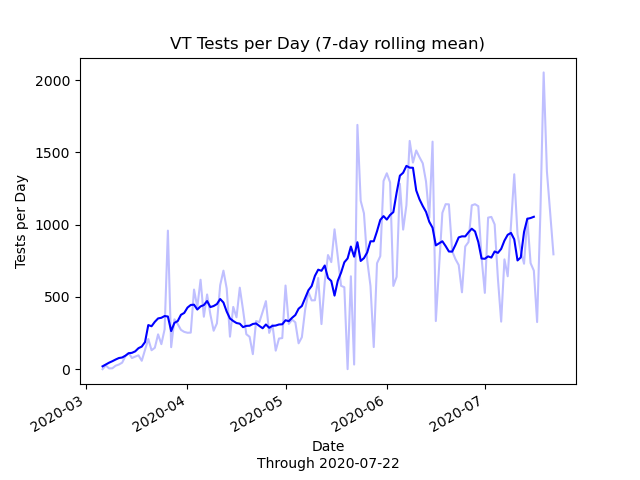 VT Tests per Day (7-day rolling mean)
2000
1500
1000
500
0
Tests per Day
2020-03
2020-04
2020-05
2020-06
2020-07
Date
Through 2020-07-22